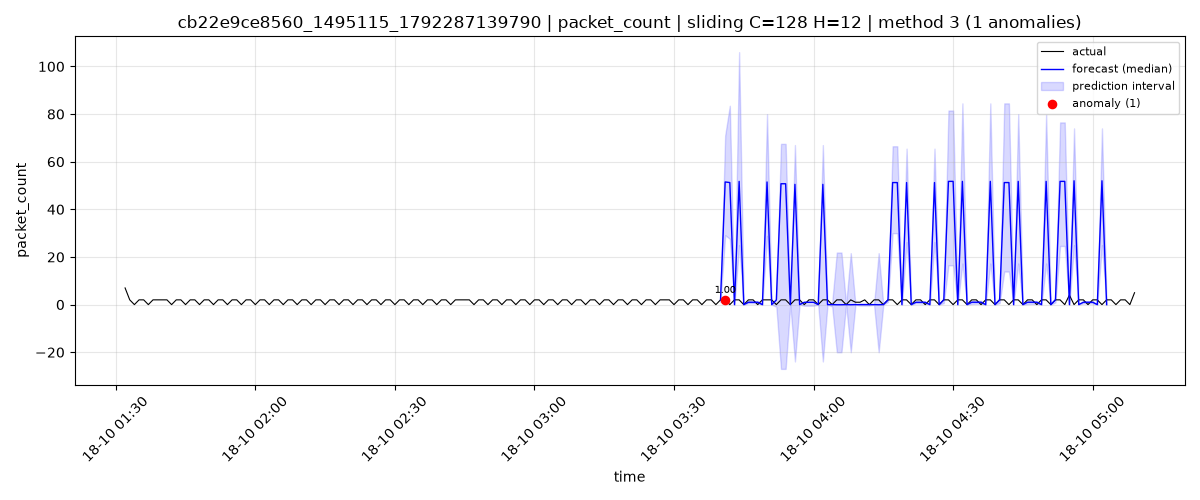 cb22e9ce8560_1495115_1792287139790 | packet_count | sliding C=128 H=12 | method 3 (1 anomalies)
actual
forecast (median)
prediction interval
anomaly (1)
packet_count
100
80
60
40
20
0
−20
1.00
18-10 01:30
18-10 02:00
18-10 02:30
18-10 03:00
18-10 03:30
18-10 04:00
18-10 04:30
18-10 05:00
time